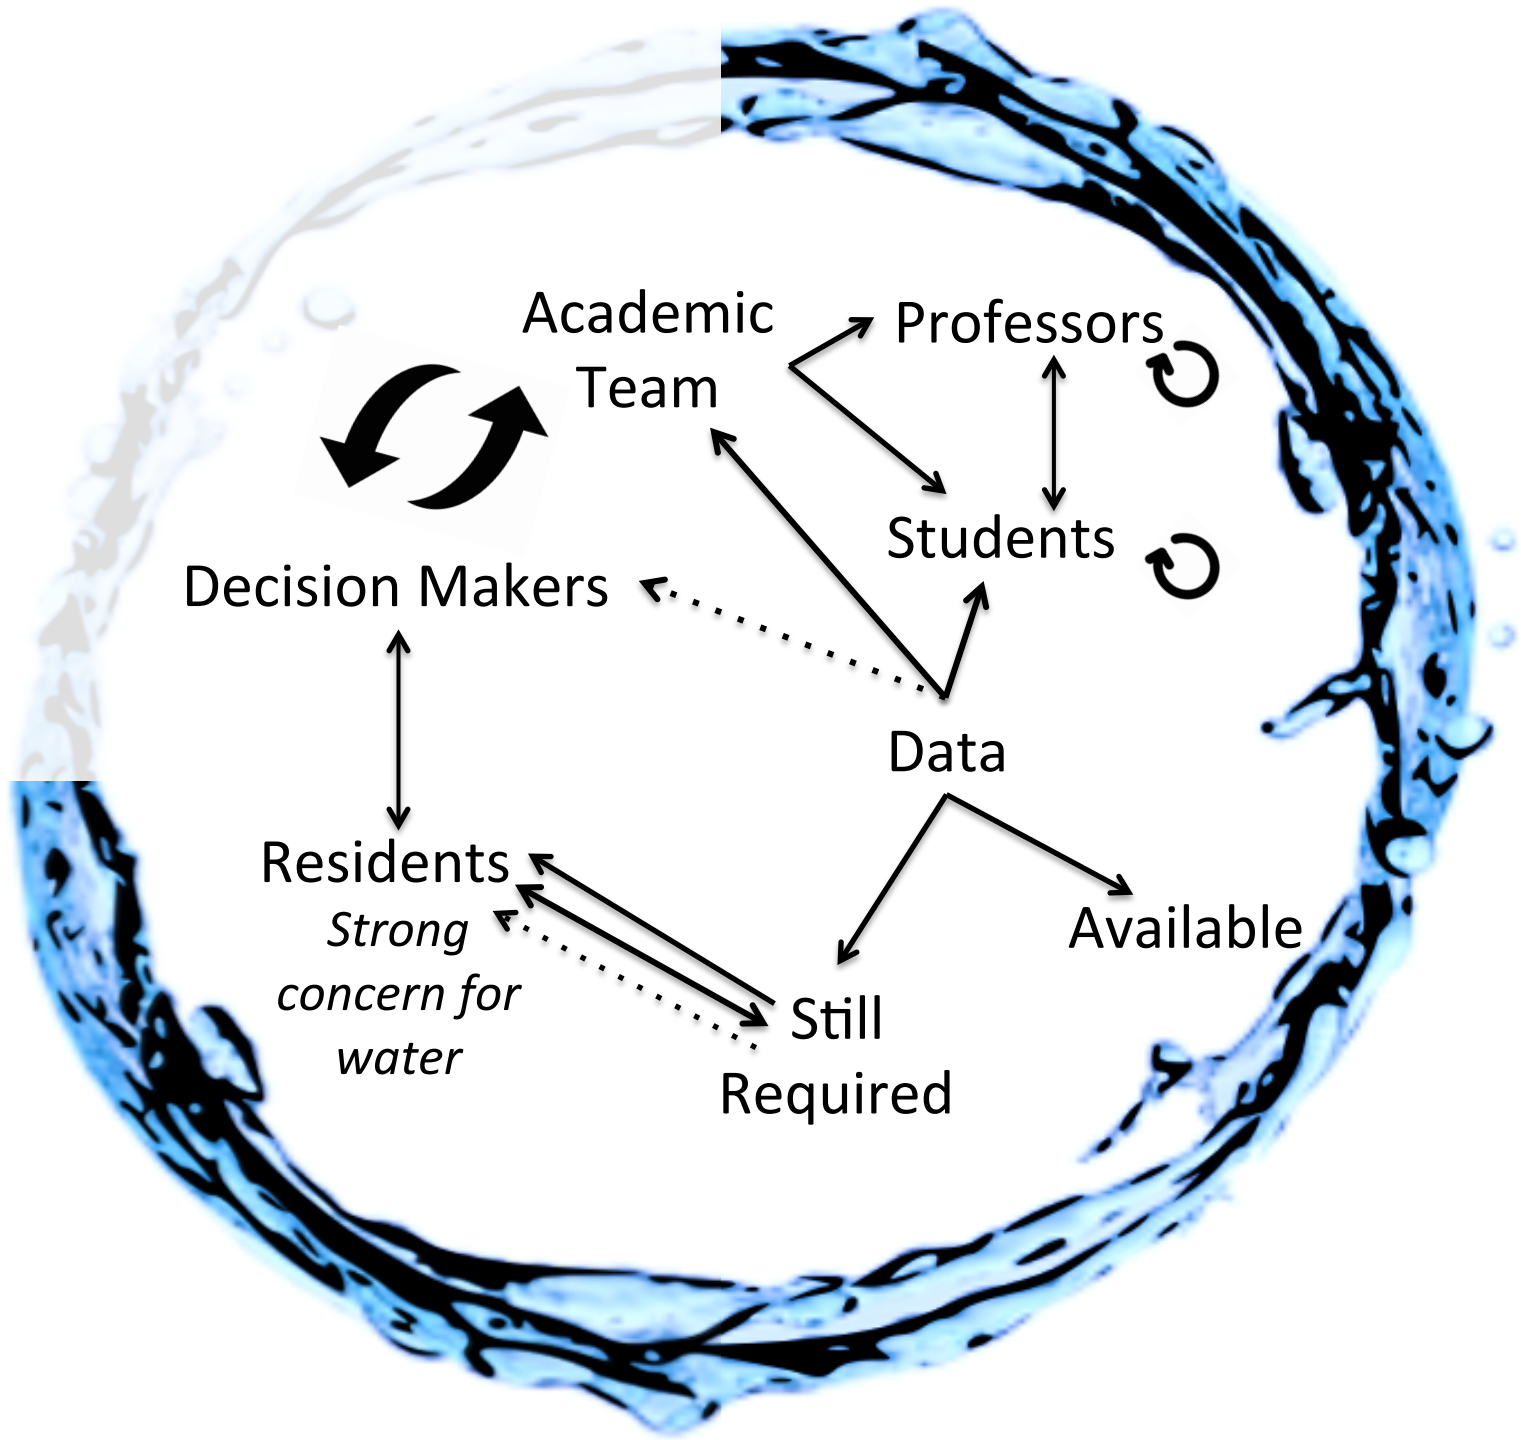 Academic
Team
Professors
Students
Decision Makers
Data
Residents
Strong
concern for
water
Available
Still
Required